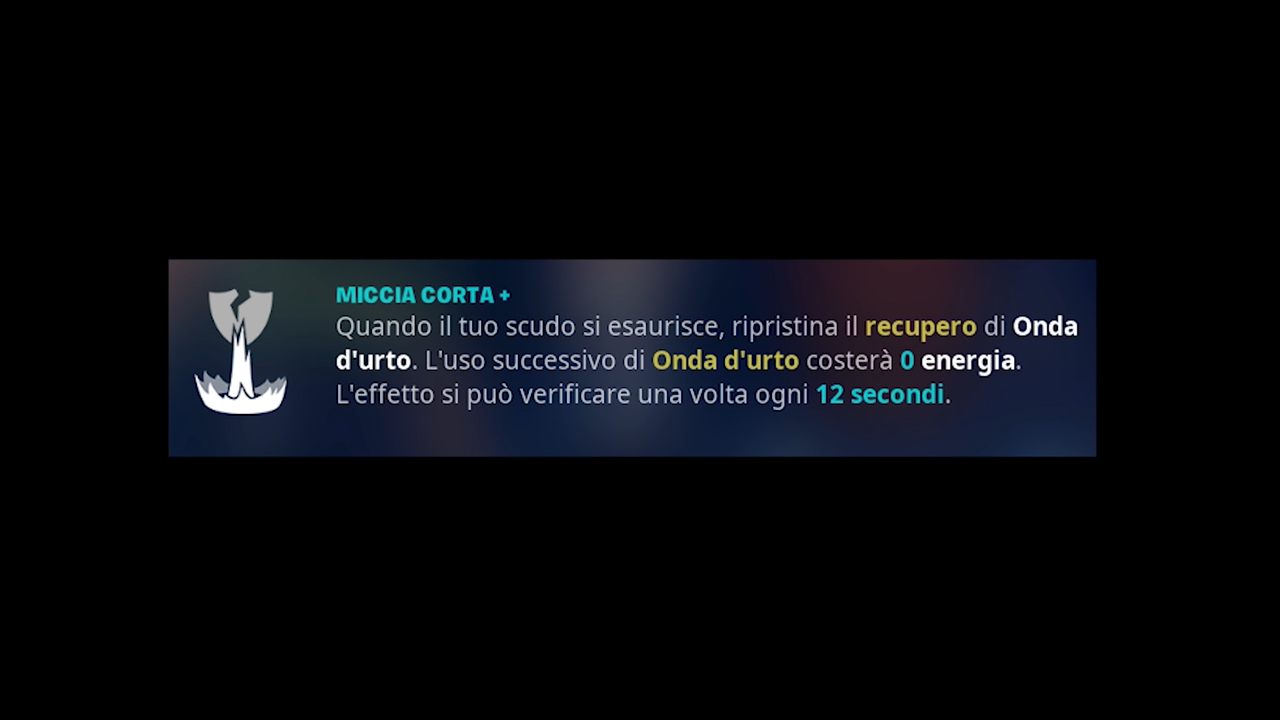 MICCIA CORTA +
Quando il tuo scudo si esaurisce, ripristina il recupero di Onda
d'urto. L'uso successivo di Onda d'urto costerà 0 energia.
L'effetto si può verificare una volta ogni 12 secondi.